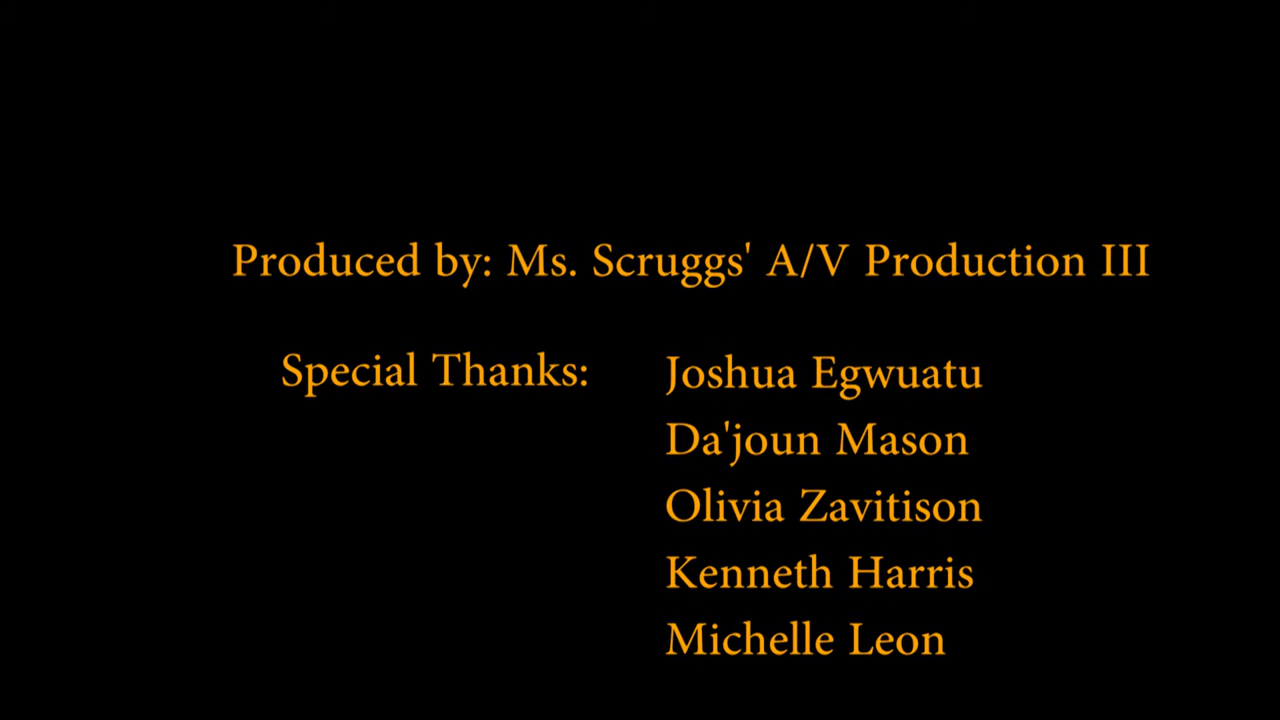 Produced by: Ms. Scruggs' A/V Production III
Special Thanks: Joshua Egwuatu
Da'joun Mason
Olivia Zavitison
Kenneth Harris
Michelle Leon